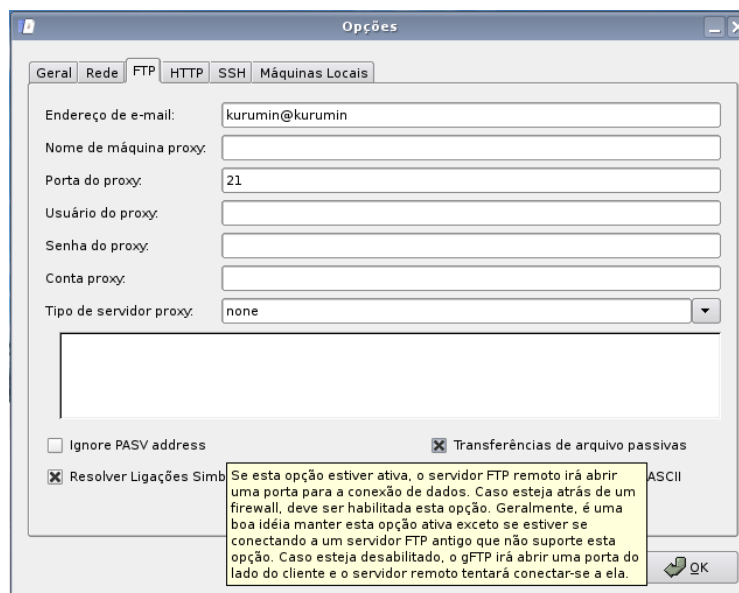 Opções
Geral Rede FTP HTTP SSH Máquinas Locais
Endereço de e-mail: kurumin@kurumin
Nome de máquina proxy:
Porta do proxy: 21
Usuário do proxy:
Senha do proxy:
Conta proxy:
Tipo de servidor proxy: none
Ignore PASV address Transferências de arquivo passivas
Resolver Ligações Simb ASCII
Se esta opção estiver ativa, o servidor FTP remoto irá abrir
uma porta para a conexão de dados. Caso esteja atrás de um
firewall, deve ser habilitada esta opção. Geralmente, é uma
boa idéia manter esta opção ativa exceto se estiver se
conectando a um servidor FTP antigo que não suporte esta
opção. Caso esteja desabilitado, o gFTP irá abrir uma porta do
lado do cliente e o servidor remoto tentará conectar-se a ela.
OK